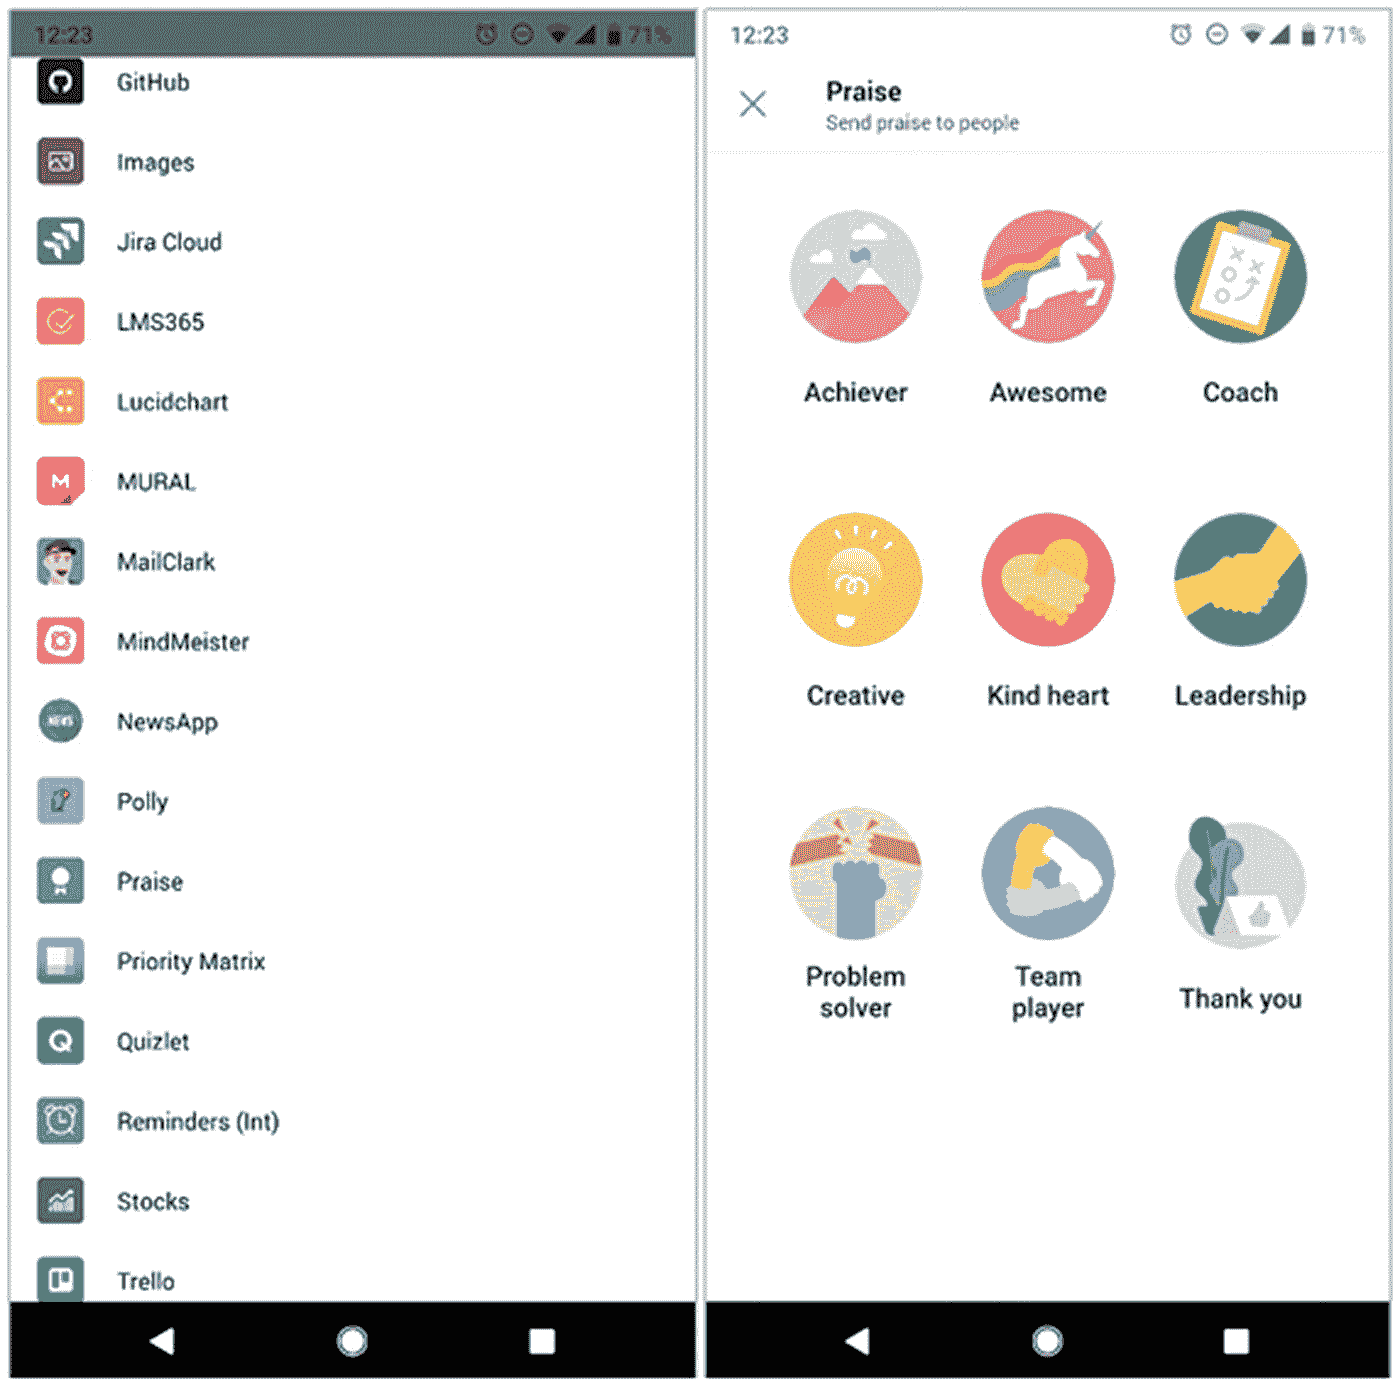 12:23
71%
GitHub
Images
Jira Cloud
LMS365
Lucidchart
M
MURAL
MailClark
MindMeister
NEWS
NewsApp
Polly
Praise
Priority Matrix
Q
Quizlet
Reminders (Int)
Stocks
Trello
12:23
71%
Praise
Send praise to people
Achiever
Awesome
Coach
Creative
Kind heart
Leadership
Problem
solver
Team
player
Thank you